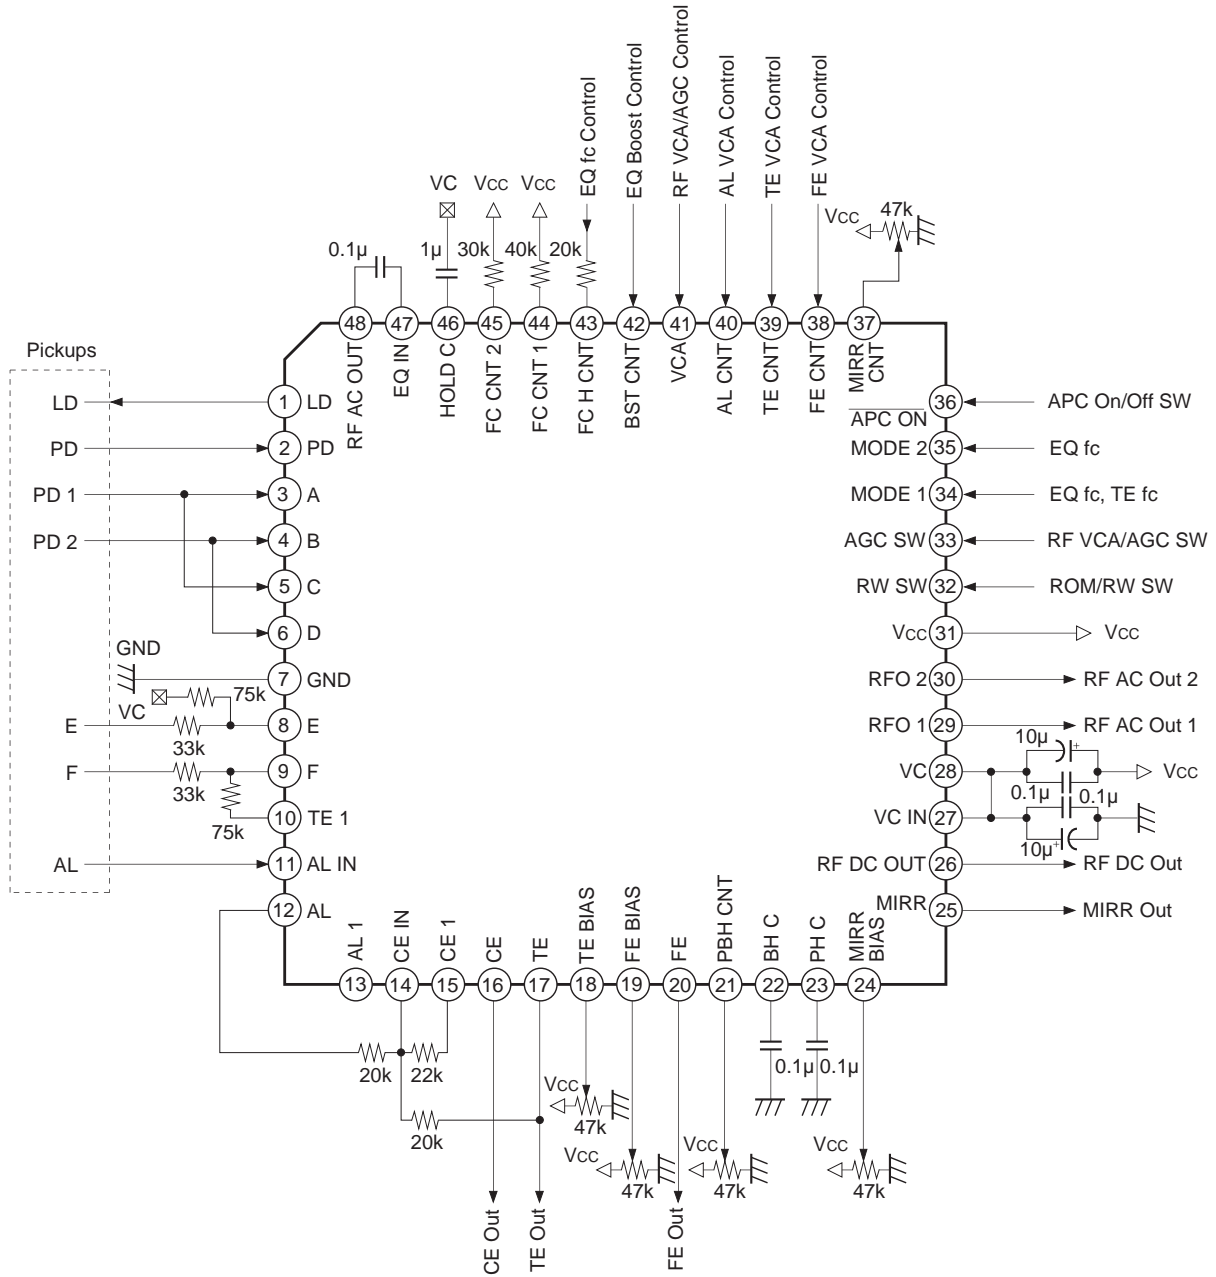 EQ fc Control
EQ Boost Control
RF VCA/AGC Control
AL VCA Control
TE VCA Control
FE VCA Control
VC
Vcc
Vcc
Vcc
47k
0.1µ
1µ
30k
40k
20k
48
47
46
45
44
43
42
41
40
39
38
37
RF AC OUT
EQ IN
HOLD C
FC CNT 2
FC CNT 1
FC H CNT
BST CNT
VCA
AL CNT
TE CNT
FE CNT
MIRR
CNT
Pickups
LD
1
LD
PD
2
PD
PD 1
3
A
PD 2
4
B
5
C
6
D
GND
7
GND
VC
75k
E
33k
8
E
F
33k
9
F
75k
10
TE 1
AL
11
AL IN
12
AL
APC ON
36
APC On/Off SW
MODE 2
35
EQ fc
MODE 1
34
EQ fc, TE fc
AGC SW
33
RF VCA/AGC SW
RW SW
32
ROM/RW SW
Vcc
31
Vcc
RFO 2
30
RF AC Out 2
RFO 1
29
RF AC Out 1
10µ
+
VC
28
Vcc
0.1µ
0.1µ
VC IN
27
10µ
+
RF DC OUT
26
RF DC Out
MIRR
25
MIRR Out
AL 1
CE IN
CE 1
CE
TE
TE BIAS
FE BIAS
FE
PBH CNT
BH C
PH C
MIRR
BIAS
13
14
15
16
17
18
19
20
21
22
23
24
20k
22k
20k
0.1µ
0.1µ
Vcc
47k
Vcc
47k
Vcc
47k
Vcc
47k
CE Out
TE Out
FE Out